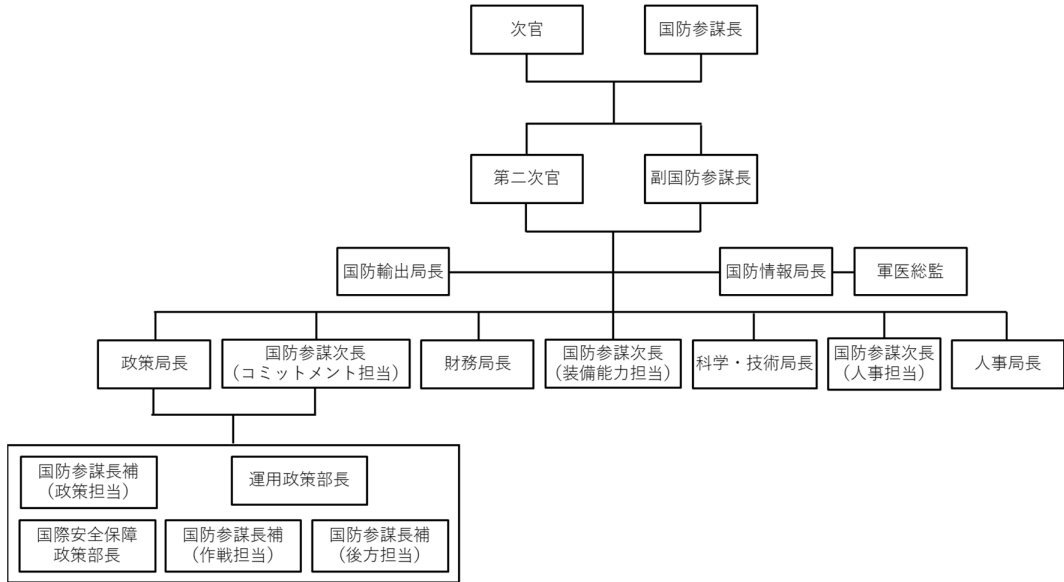 次官
国防参謀長
第二次官
副国防参謀長
国防輸出局長
国防情報局長
軍医総監
政策局長
国防参謀次長
(コミットメント担当)
財務局長
国防参謀次長
(装備能力担当)
科学・技術局長
国防参謀次長
(人事担当)
人事局長
国防参謀長補
(政策担当)
運用政策部長
国際安全保障
政策部長
国防参謀長補
(作戦担当)
国防参謀長補
(後方担当)